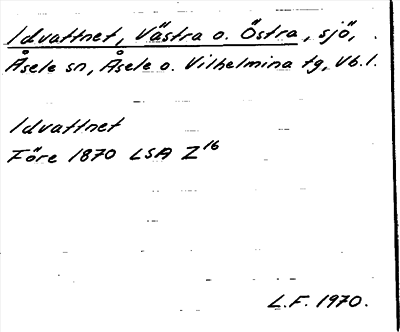 Idvattnet, Västra o. Östra, sjö,
Åsele sn, Åsele o. Vilhelmina tg, Vb. l.
Idvattnet
Före 1870 LSA Z16
L.F. 1970.